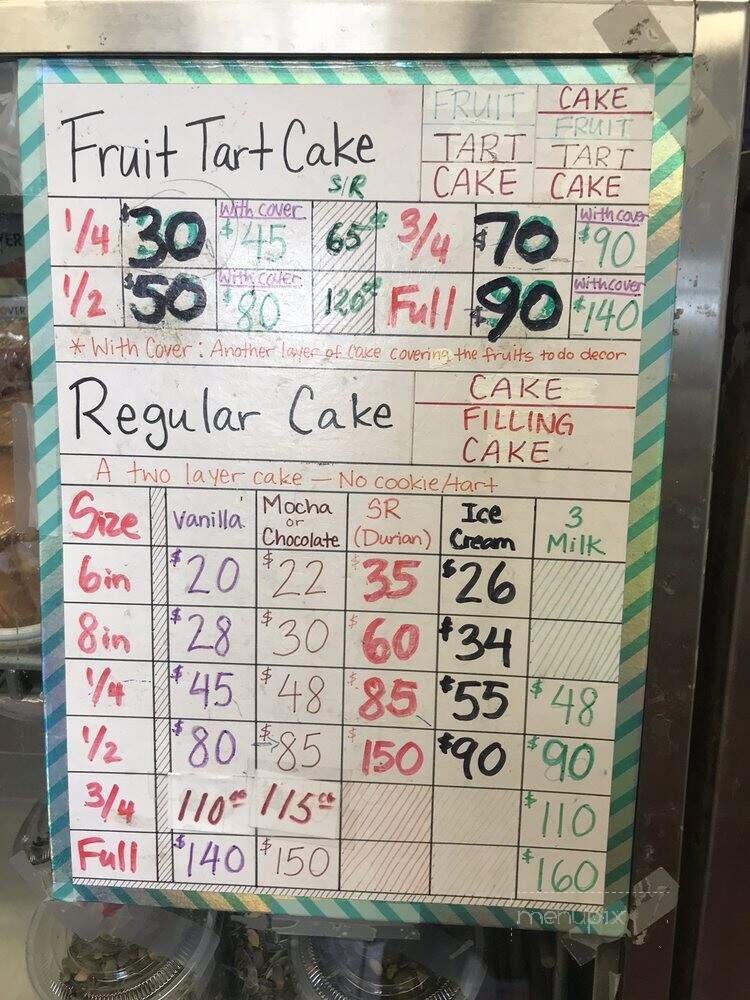 Fruit Tart Cake
FRUIT
TART
CAKE
CAKE
FRUIT
TART
CAKE
S/R
1/4 $30 With cover $45 65.00 3/4 $70 With cover $90
1/2 $50 With cover $80 120.00 Full $90 With cover $140
* With Cover: Another layer of cake covering the fruits to do decor
Regular Cake
CAKE
FILLING
CAKE
A two layer cake — No cookie/tart
Size Vanilla Mocha or Chocolate SR (Durian) Ice Cream 3 Milk
6in $20 $22 $35 $26
8in $28 $30 $60 $34
1/4 $45 $48 $85 $55 $48
1/2 $80 $85 $150 $90 $90
3/4 110.00 115.00 $110
Full $140 $150 $160
menupix